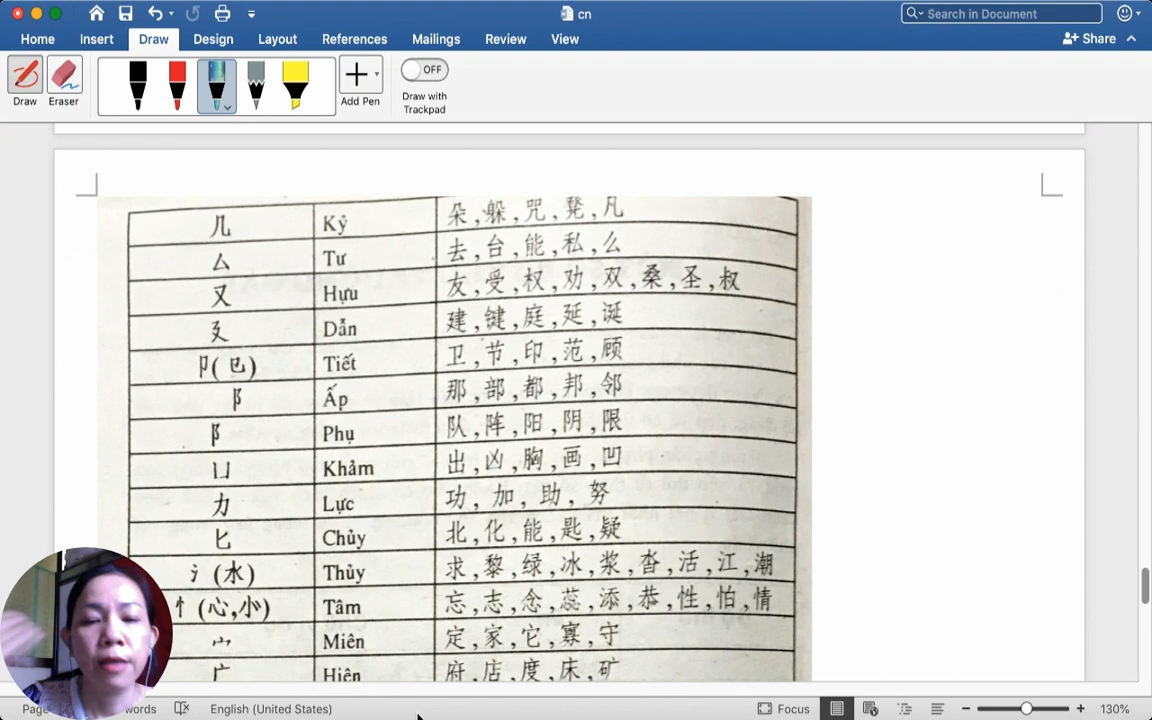 cn
Search in Document
Home Insert Draw Design Layout References Mailings Review View
Share
OFF
Draw Eraser Add Pen Draw with Trackpad
几 Kỷ 朵,躲,咒,凳,凡
厶 Tư 去,台,能,私,么
又 Hựu 友,受,权,劝,双,桑,圣,叔
廴 Dẫn 建,键,庭,延,诞
卩(㔾) Tiết 卫,节,印,范,顾
阝 Ấp 那,部,都,邦,邻
阝 Phụ 队,阵,阳,阴,限
凵 Khảm 出,凶,胸,画,凹
力 Lực 功,加,助,努
匕 Chủy 北,化,能,匙,疑
氵(水) Thủy 求,黎,绿,冰,浆,沓,活,江,潮
忄(心,㣺) Tâm 忘,志,念,蕊,添,恭,性,怕,情
宀 Miên 定,家,它,寡,守
广 Hiên 府,店,度,床,矿
Page words English (United States) Focus 130%